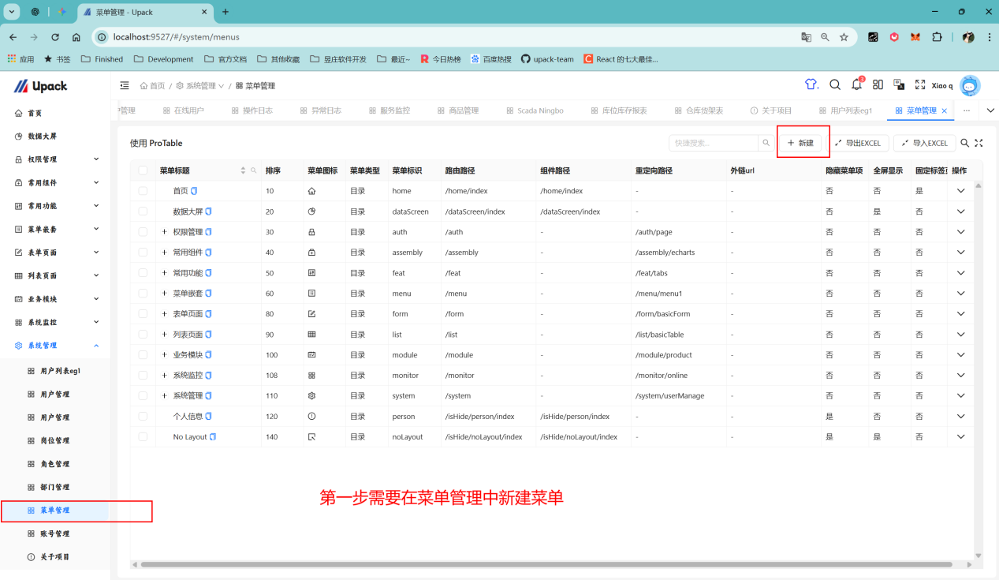 菜单管理 - Upack
localhost:9527/#/system/menus
应用 书签 Finished Development 官方文档 其他收藏 昱庄软件开发 最近~ 今日热榜 百度热搜 upack-team React 的七大最佳...
Upack
首页 / 系统管理 / 菜单管理
3
Xiao q
户管理 在线用户 操作日志 异常日志 服务监控 商品管理 Scada Ningbo 库位库存报表 仓库货架表 关于项目 用户列表eg1 菜单管理
首页
数据大屏
权限管理
常用组件
常用功能
菜单嵌套
表单页面
列表页面
业务模块
系统监控
系统管理
用户列表eg1
用户管理
用户管理
岗位管理
角色管理
部门管理
菜单管理
账号管理
关于项目
使用 ProTable 快捷搜索... + 新建 导出EXCEL 导入EXCEL
菜单标题 排序 菜单图标 菜单类型 菜单标识 路由路径 组件路径 重定向路径 外链url 隐藏菜单项 全屏显示 固定标签页 操作
首页 10 目录 home /home/index /home/index - - 否 否 是
数据大屏 20 目录 dataScreen /dataScreen/index /dataScreen/index - - 否 是 否
+ 权限管理 30 目录 auth /auth - /auth/page - 否 否 否
+ 常用组件 40 目录 assembly /assembly - /assembly/echarts - 否 否 否
+ 常用功能 50 目录 feat /feat - /feat/tabs - 否 否 否
+ 菜单嵌套 60 目录 menu /menu - /menu/menu1 - 否 否 否
+ 表单页面 80 目录 form /form - /form/basicForm - 否 否 否
+ 列表页面 90 目录 list /list - /list/basicTable - 否 否 否
+ 业务模块 100 目录 module /module - /module/product - 否 否 否
+ 系统监控 108 目录 monitor /monitor - /monitor/online - 否 否 否
+ 系统管理 110 目录 system /system - /system/userManage - 否 否 否
个人信息 120 目录 person /isHide/person/index /isHide/person/index - - 是 否 否
No Layout 140 目录 noLayout /isHide/noLayout/index /isHide/noLayout/index - - 是 是 否
第一步需要在菜单管理中新建菜单